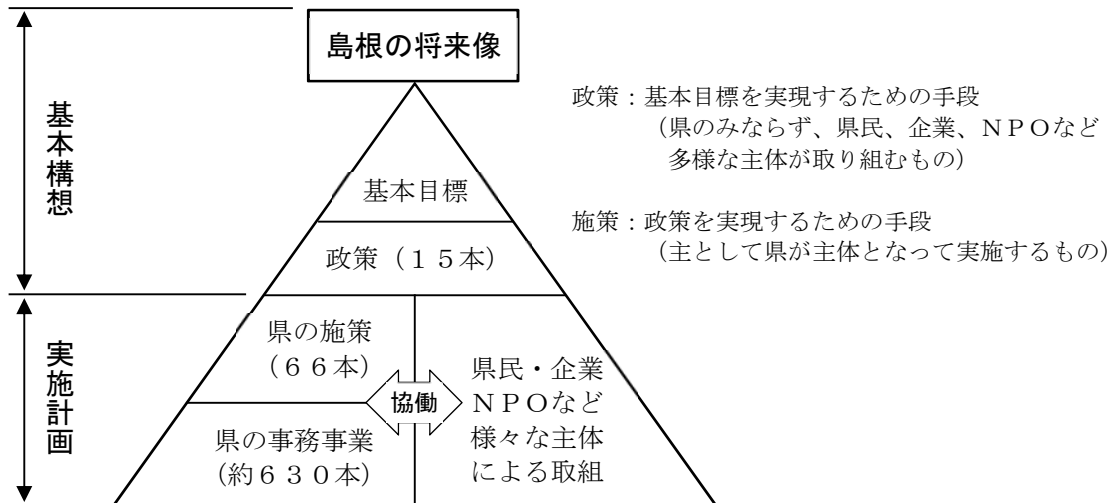 島根の将来像
基本構想
基本目標
政策（１５本）
政策：基本目標を実現するための手段
（県のみならず、県民、企業、ＮＰＯなど
多様な主体が取り組むもの）
施策：政策を実現するための手段
（主として県が主体となって実施するもの）
実施計画
県の施策
（６６本）
県の事務事業
（約６３０本）
協働
県民・企業
ＮＰＯなど
様々な主体
による取組